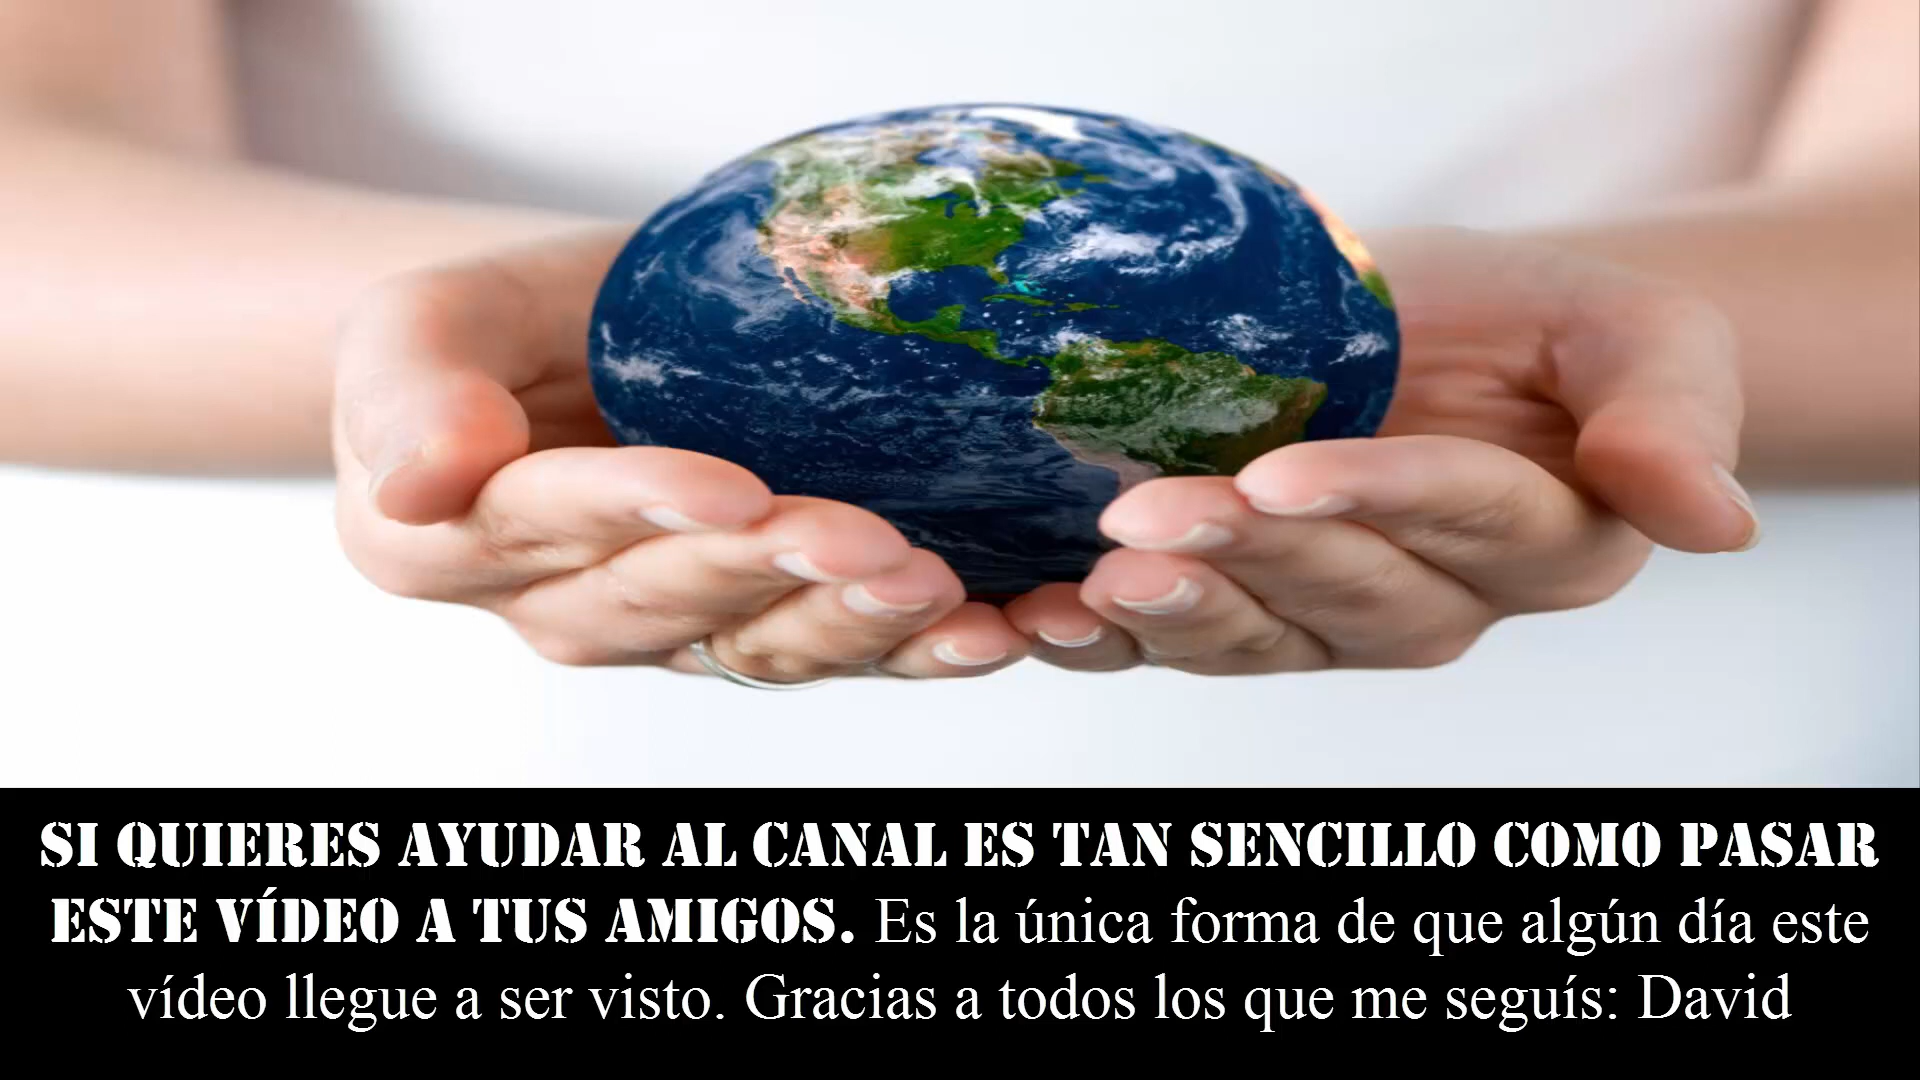 SI QUIERES AYUDAR AL CANAL ES TAN SENCILLO COMO PASAR
ESTE VÍDEO A TUS AMIGOS. Es la única forma de que algún día este
vídeo llegue a ser visto. Gracias a todos los que me seguís: David